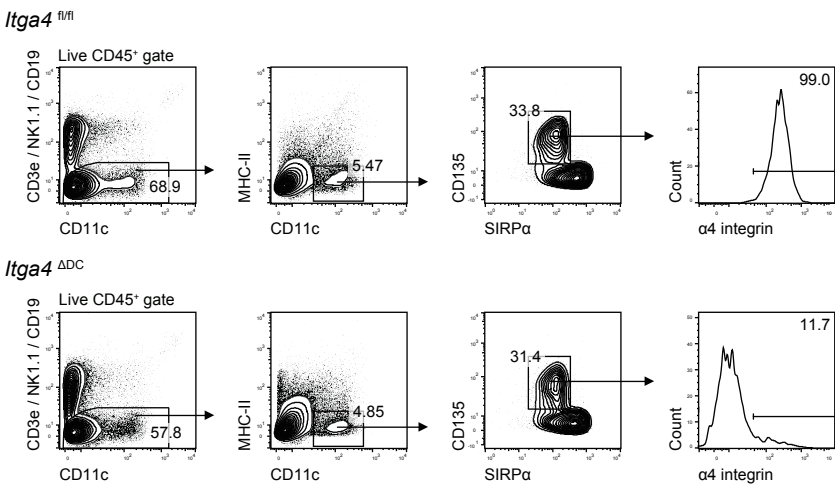 Itga4 fl/fl
Live CD45⁺ gate
CD3e / NK1.1 / CD19
68.9
CD11c
MHC-II
5.47
CD11c
CD135
33.8
SIRPα
Count
99.0
α4 integrin
Itga4 ΔDC
Live CD45⁺ gate
CD3e / NK1.1 / CD19
57.8
CD11c
MHC-II
4.85
CD11c
CD135
31.4
SIRPα
Count
11.7
α4 integrin